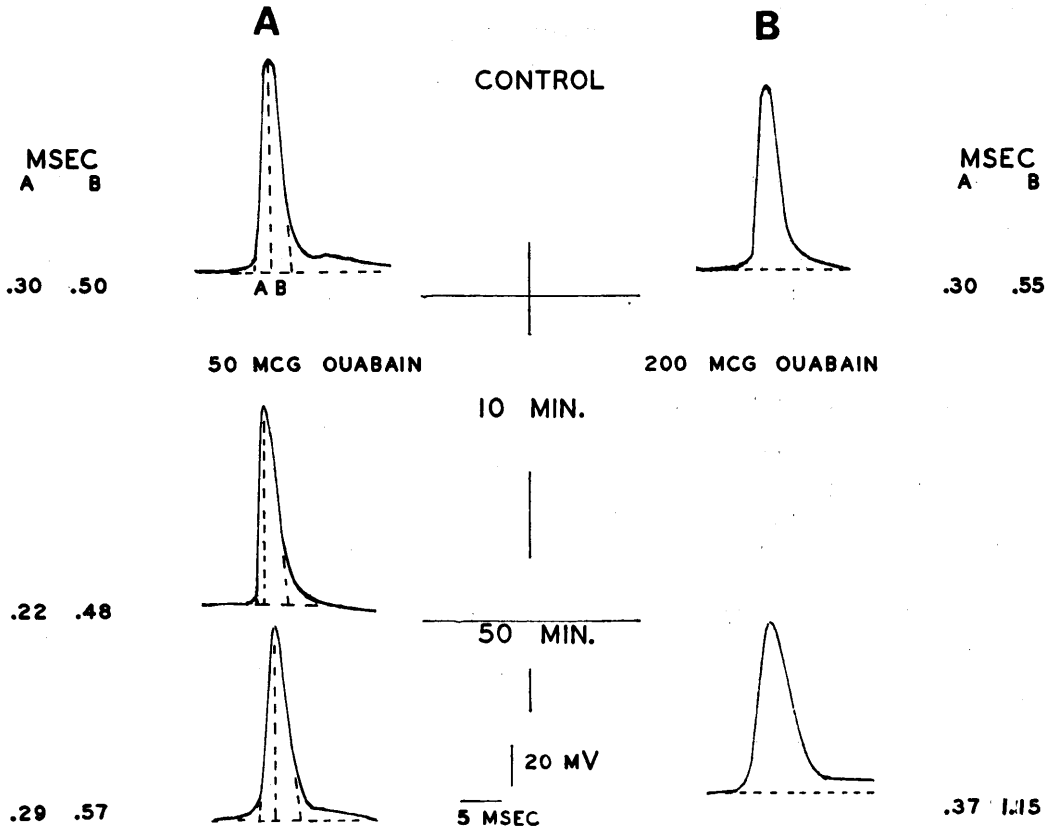 A B
CONTROL
MSEC MSEC
A B A B
.30 .50 A B .30 .55
50 MCG OUABAIN 200 MCG OUABAIN
10 MIN.
.22 .48
50 MIN.
20 MV
5 MSEC
.29 .57 .37 1.15